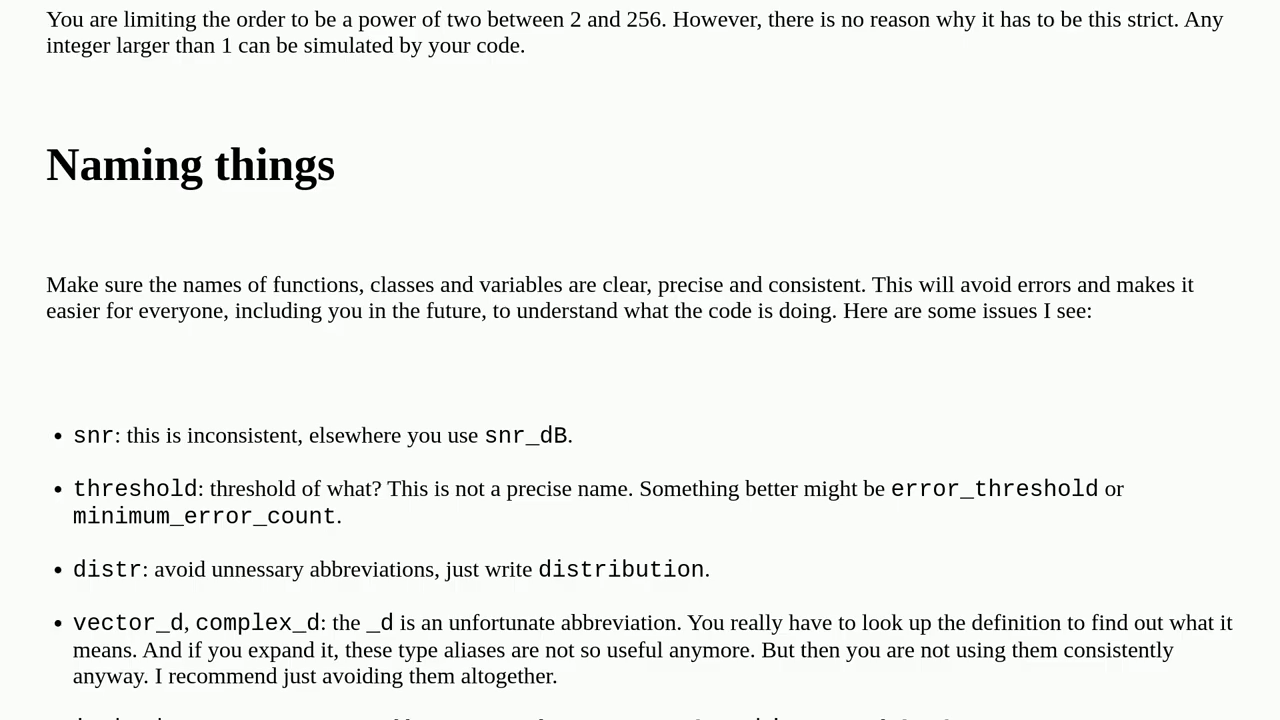 You are limiting the order to be a power of two between 2 and 256. However, there is no reason why it has to be this strict. Any
integer larger than 1 can be simulated by your code.
Naming things
Make sure the names of functions, classes and variables are clear, precise and consistent. This will avoid errors and makes it
easier for everyone, including you in the future, to understand what the code is doing. Here are some issues I see:
• snr: this is inconsistent, elsewhere you use snr_dB.
• threshold: threshold of what? This is not a precise name. Something better might be error_threshold or
minimum_error_count.
• distr: avoid unnessary abbreviations, just write distribution.
• vector_d, complex_d: the _d is an unfortunate abbreviation. You really have to look up the definition to find out what it
means. And if you expand it, these type aliases are not so useful anymore. But then you are not using them consistently
anyway. I recommend just avoiding them altogether.